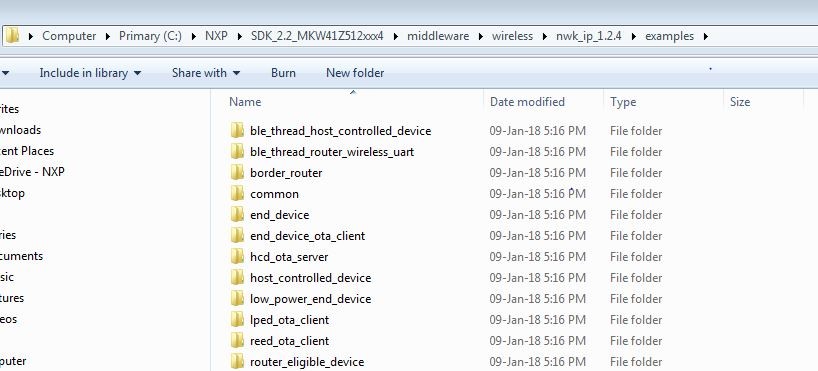 Computer Primary (C:) NXP SDK_2.2_MKW41Z512xxx4 middleware wireless nwk_ip_1.2.4 examples
Include in library Share with Burn New folder
Name Date modified Type Size
rites
wnloads
ent Places
eDrive - NXP
sktop
ries
cuments
sic
tures
eos
puter
ble_thread_host_controlled_device 09-Jan-18 5:16 PM File folder
ble_thread_router_wireless_uart 09-Jan-18 5:16 PM File folder
border_router 09-Jan-18 5:16 PM File folder
common 09-Jan-18 5:16 PM File folder
end_device 09-Jan-18 5:16 PM File folder
end_device_ota_client 09-Jan-18 5:16 PM File folder
hcd_ota_server 09-Jan-18 5:16 PM File folder
host_controlled_device 09-Jan-18 5:16 PM File folder
low_power_end_device 09-Jan-18 5:16 PM File folder
lped_ota_client 09-Jan-18 5:16 PM File folder
reed_ota_client 09-Jan-18 5:16 PM File folder
router_eligible_device 09-Jan-18 5:16 PM File folder